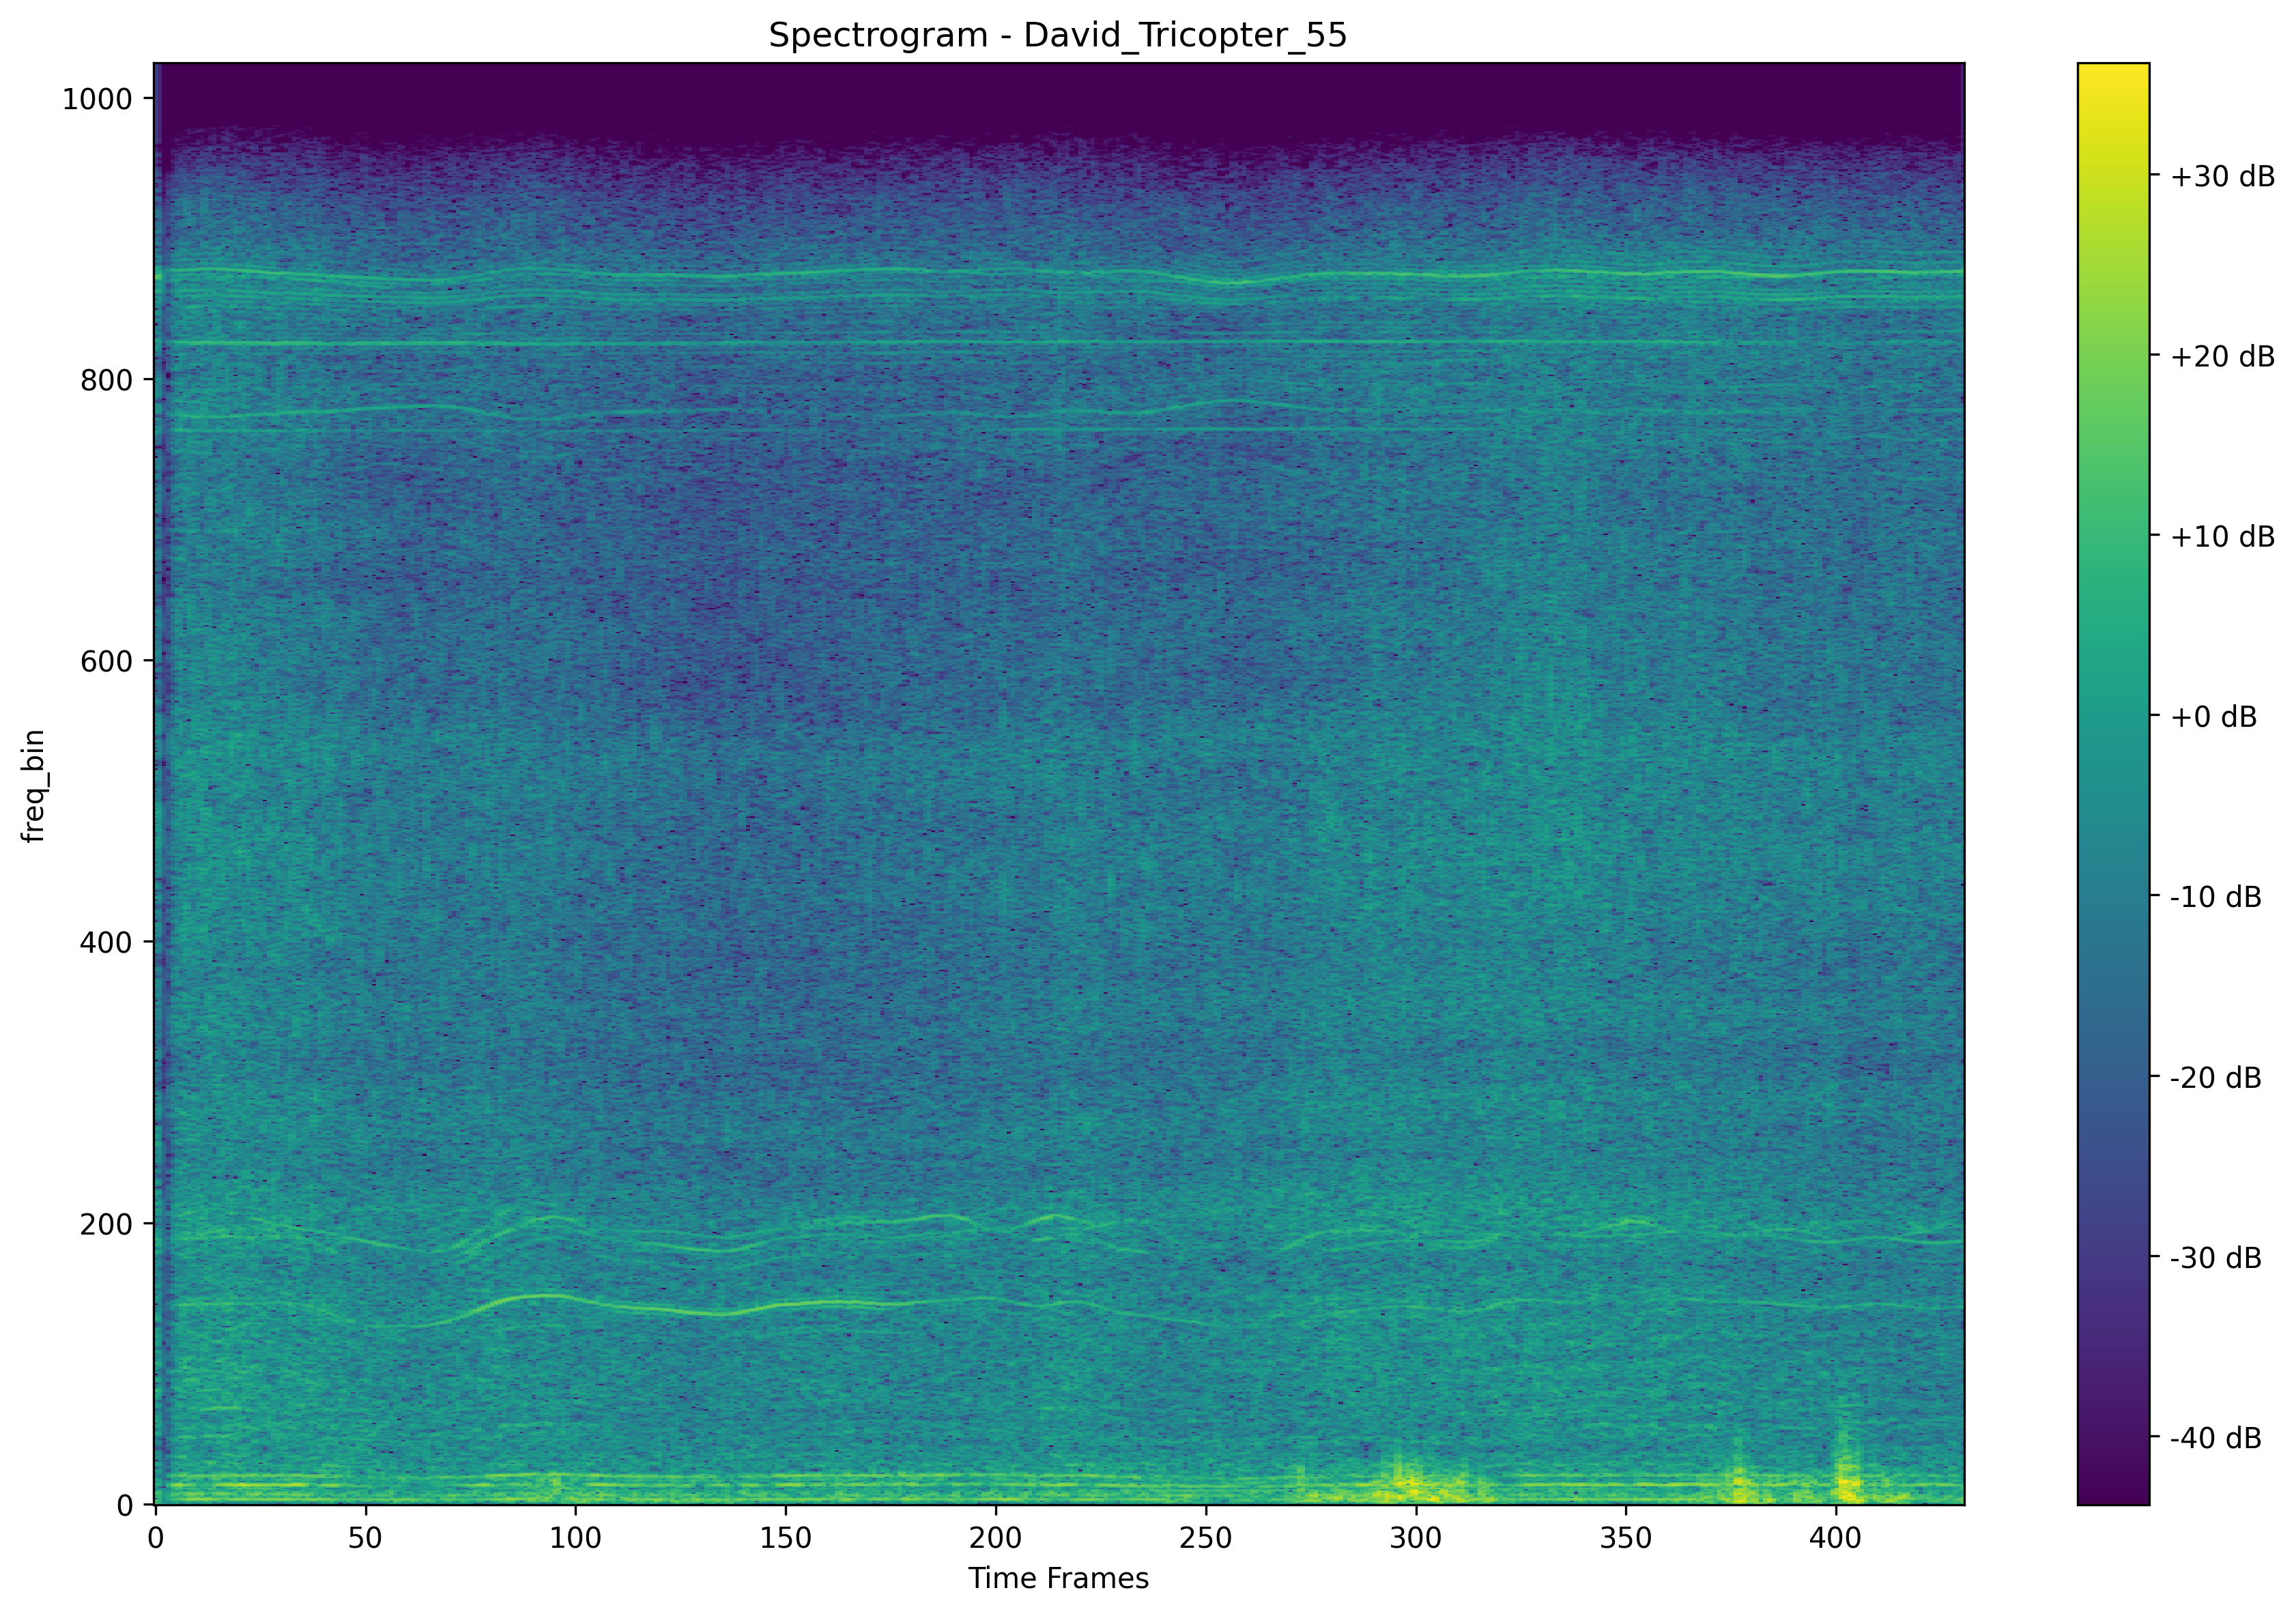 Spectrogram - David_Tricopter_55
freq_bin
1000
800
600
400
200
0
0 50 100 150 200 250 300 350 400
Time Frames
+30 dB
+20 dB
+10 dB
+0 dB
-10 dB
-20 dB
-30 dB
-40 dB